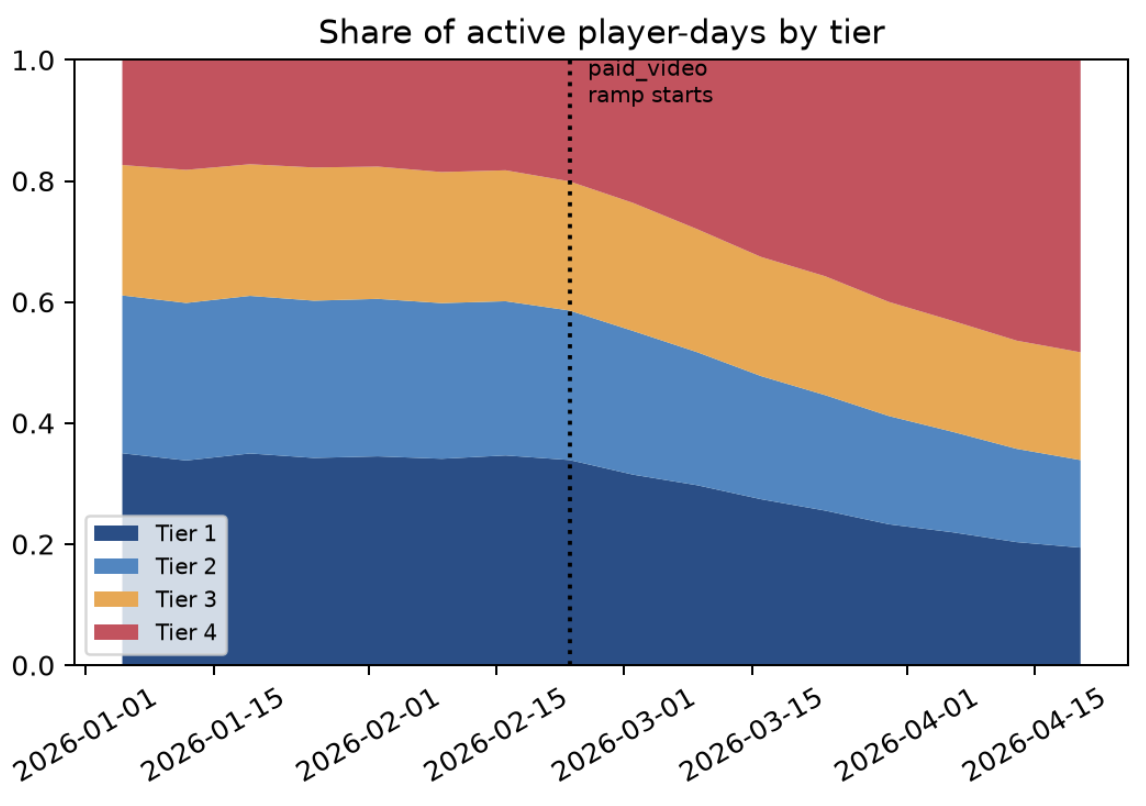 Share of active player-days by tier
1.0
paid_video
ramp starts
0.8
0.6
0.4
0.2
0.0
Tier 1
Tier 2
Tier 3
Tier 4
2026-01-01
2026-01-15
2026-02-01
2026-02-15
2026-03-01
2026-03-15
2026-04-01
2026-04-15